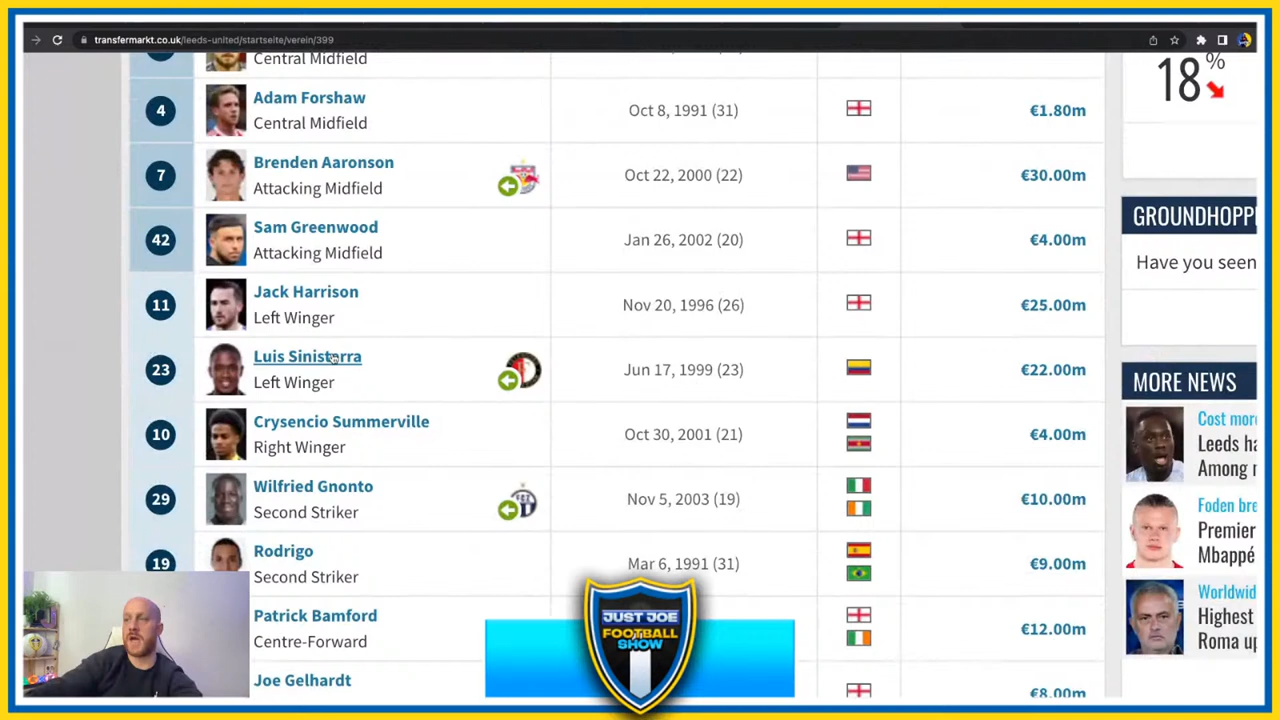 transfermarkt.co.uk/leeds-united/startseite/verein/399
Central Midfield
18 %
4 Adam Forshaw Oct 8, 1991 (31) €1.80m
Central Midfield
7 Brenden Aaronson Oct 22, 2000 (22) €30.00m
Attacking Midfield
42 Sam Greenwood Jan 26, 2002 (20) €4.00m
Attacking Midfield
11 Jack Harrison Nov 20, 1996 (26) €25.00m
Left Winger
23 Luis Sinisterra Jun 17, 1999 (23) €22.00m
Left Winger
10 Crysencio Summerville Oct 30, 2001 (21) €4.00m
Right Winger
29 Wilfried Gnonto Nov 5, 2003 (19) €10.00m
Second Striker
19 Rodrigo Mar 6, 1991 (31) €9.00m
Second Striker
Patrick Bamford €12.00m
Centre-Forward
Joe Gelhardt €8.00m
GROUNDHOPPI
Have you seen
MORE NEWS
Cost mor
Leeds ha
Among r
Foden bre
Premier
Mbappé
Worldwid
Highest
Roma up
JUST JOE
FOOTBALL
SHOW